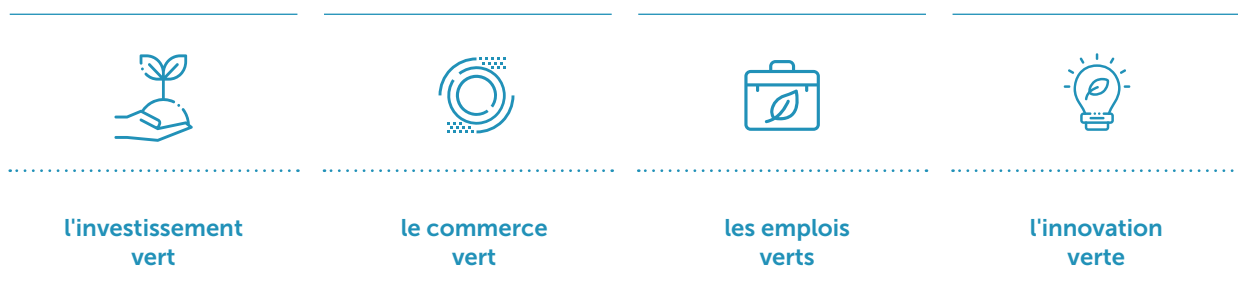 l'investissement
vert
le commerce
vert
les emplois
verts
l'innovation
verte